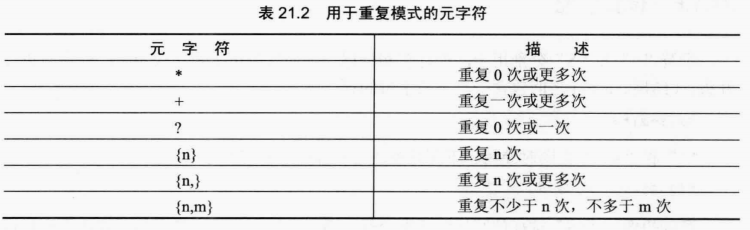 表 21.2 用于重复模式的元字符
元 字 符 描 述
* 重复 0 次或更多次
+ 重复一次或更多次
? 重复 0 次或一次
{n} 重复 n 次
{n,} 重复 n 次或更多次
{n,m} 重复不少于 n 次，不多于 m 次